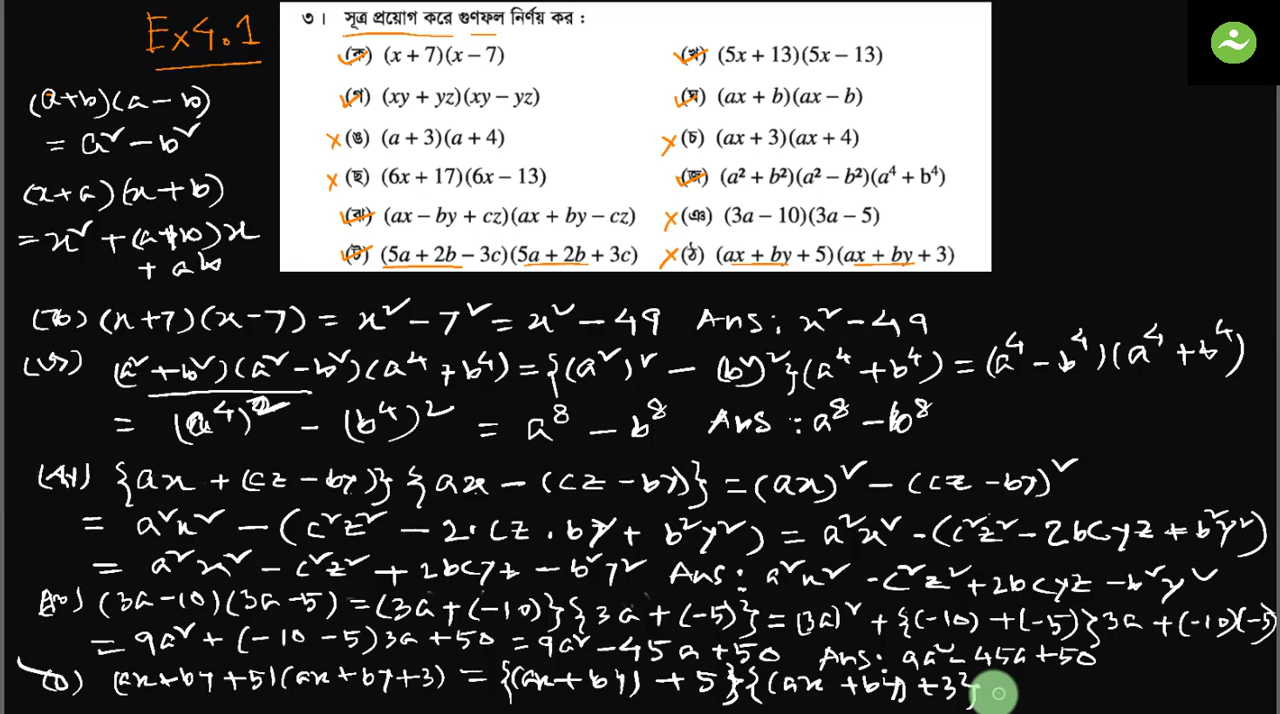 Ex4.1
৩। সূত্র প্রয়োগ করে গুণফল নির্ণয় কর :
(ক) (x + 7)(x – 7) (খ) (5x + 13)(5x – 13)
(গ) (xy + yz)(xy – yz) (ঘ) (ax + b)(ax – b)
× (ঙ) (a + 3)(a + 4) × (চ) (ax + 3)(ax + 4)
× (ছ) (6x + 17)(6x – 13) (জ) (a² + b²)(a² – b²)(a⁴ + b⁴)
(ঝ) (ax – by + cz)(ax + by – cz) × (ঞ) (3a – 10)(3a – 5)
(ট) (5a + 2b – 3c)(5a + 2b + 3c) × (ঠ) (ax + by + 5)(ax + by + 3)
(a+b)(a-b)
= a² - b²
(x+a)(x+b)
= x² + (a+b)x
+ ab
(ক) (x+7)(x-7) = x² - 7² = x² - 49 Ans: x² - 49
(জ) (a²+b²)(a²-b²)(a⁴+b⁴) = {(a²)² - (b²)²}(a⁴+b⁴) = (a⁴-b⁴)(a⁴+b⁴)
= (a⁴)² - (b⁴)² = a⁸ - b⁸ Ans : a⁸ - b⁸
(ঝ) {ax + (cz-by)} {ax - (cz-by)} = (ax)² - (cz-by)²
= a²x² - (c²z² - 2.cz.by + b²y²) = a²x² - (c²z² - 2bcyz + b²y²)
= a²x² - c²z² + 2bcyz - b²y² Ans: a²x² - c²z² + 2bcyz - b²y²
(ঞ) (3a-10)(3a-5) = {3a+(-10)}{3a+(-5)} = (3a)² + {(-10)+(-5)}3a + (-10)(-5)
= 9a² + (-10-5)3a + 50 = 9a² - 45a + 50 Ans: 9a² - 45a + 50
(ঠ) (ax+by+5)(ax+by+3) = {(ax+by)+5}{(ax+by)+3}